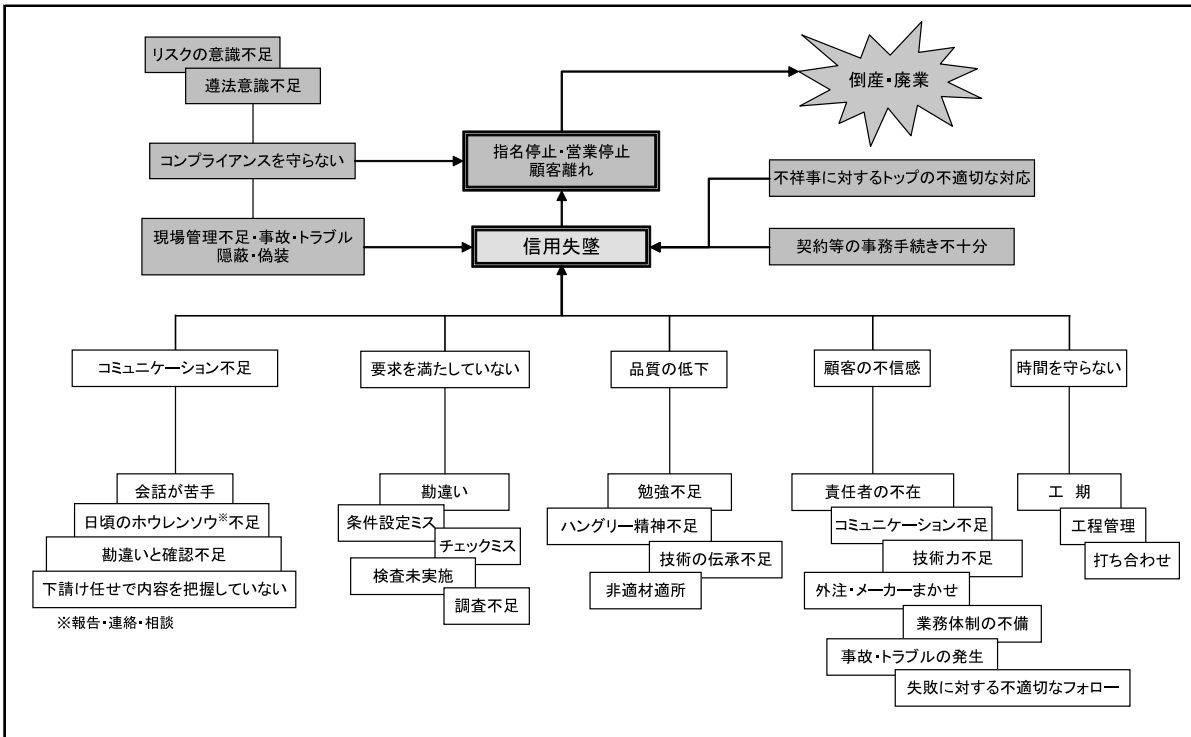 リスクの意識不足
遵法意識不足
コンプライアンスを守らない
現場管理不足・事故・トラブル
隠蔽・偽装
倒産・廃業
指名停止・営業停止
顧客離れ
信用失墜
不祥事に対するトップの不適切な対応
契約等の事務手続き不十分
コミュニケーション不足
会話が苦手
日頃のホウレンソウ※不足
勘違いと確認不足
下請け任せで内容を把握していない
※報告・連絡・相談
要求を満たしていない
勘違い
条件設定ミス
チェックミス
検査未実施
調査不足
品質の低下
勉強不足
ハングリー精神不足
技術の伝承不足
非適材適所
顧客の不信感
責任者の不在
コミュニケーション不足
技術力不足
外注・メーカーまかせ
業務体制の不備
事故・トラブルの発生
失敗に対する不適切なフォロー
時間を守らない
工 期
工程管理
打ち合わせ